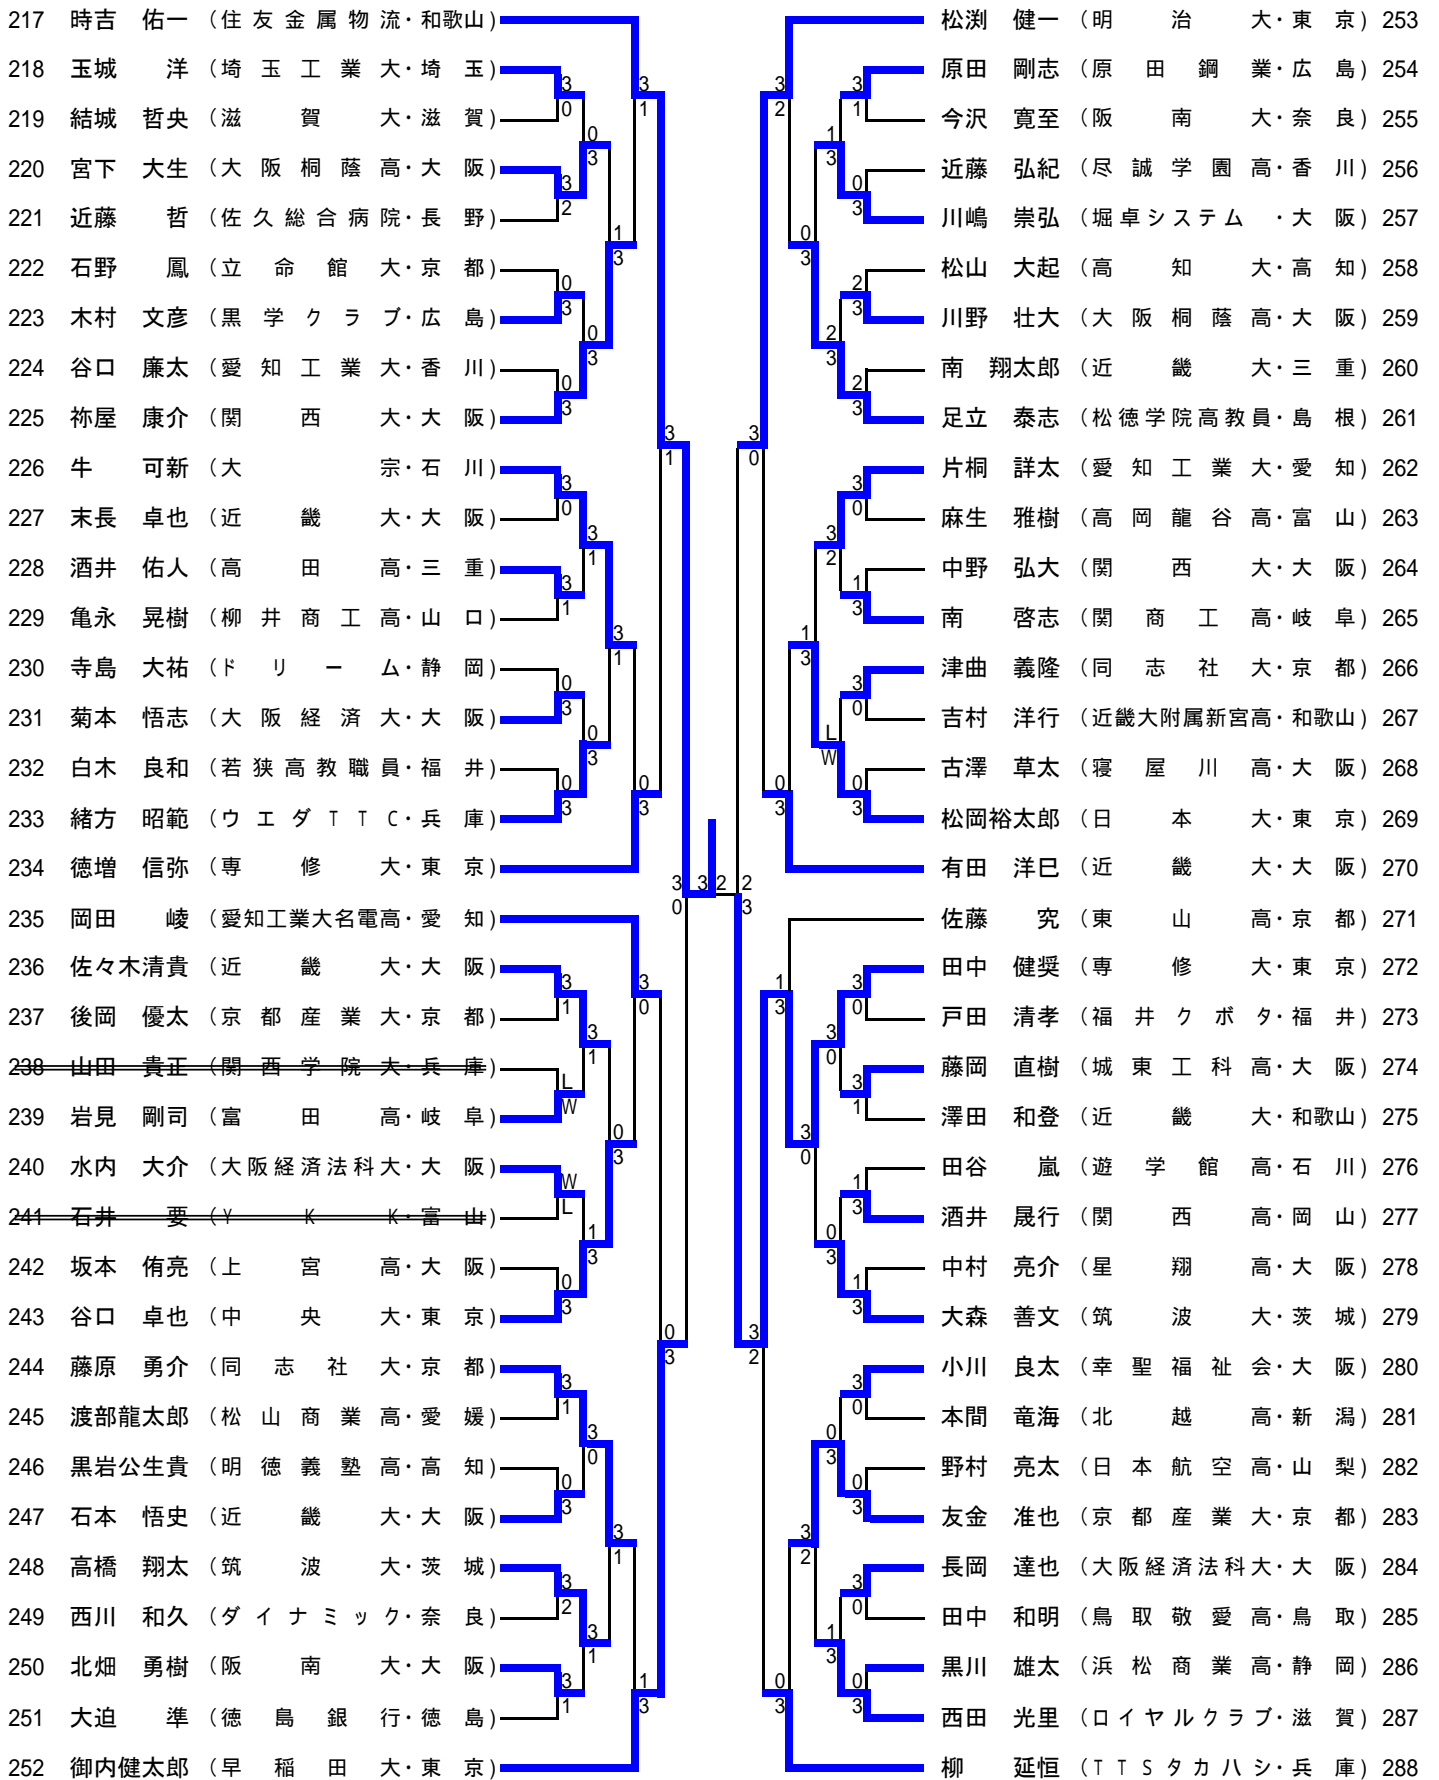 217 時吉 佑一 (住友金属物流・和歌山)
218 玉城 洋 (埼玉工業大・埼玉)
219 結城 哲央 (滋賀大・滋賀)
220 宮下 大生 (大阪桐蔭高・大阪)
221 近藤 哲 (佐久総合病院・長野)
222 石野 鳳 (立命館大・京都)
223 木村 文彦 (黒学クラブ・広島)
224 谷口 廉太 (愛知工業大・香川)
225 祢屋 康介 (関西大・大阪)
226 牛 可新 (大宗・石川)
227 末長 卓也 (近畿大・大阪)
228 酒井 佑人 (高田高・三重)
229 亀永 晃樹 (柳井商工高・山口)
230 寺島 大祐 (ドリーム・静岡)
231 菊本 悟志 (大阪経済大・大阪)
232 白木 良和 (若狭高教職員・福井)
233 緒方 昭範 (ウエダTTC・兵庫)
234 徳増 信弥 (専修大・東京)
235 岡田 崚 (愛知工業大名電高・愛知)
236 佐々木清貴 (近畿大・大阪)
237 後岡 優太 (京都産業大・京都)
238 山田 貴正 (関西学院大・兵庫)
239 岩見 剛司 (富田高・岐阜)
240 水内 大介 (大阪経済法科大・大阪)
241 石井 要 (YKK・富山)
242 坂本 侑亮 (上宮高・大阪)
243 谷口 卓也 (中央大・東京)
244 藤原 勇介 (同志社大・京都)
245 渡部龍太郎 (松山商業高・愛媛)
246 黒岩公生貴 (明徳義塾高・高知)
247 石本 悟史 (近畿大・大阪)
248 高橋 翔太 (筑波大・茨城)
249 西川 和久 (ダイナミック・奈良)
250 北畑 勇樹 (阪南大・大阪)
251 大迫 準 (徳島銀行・徳島)
252 御内健太郎 (早稲田大・東京)
松渕 健一 (明治大・東京) 253
原田 剛志 (原田鋼業・広島) 254
今沢 寛至 (阪南大・奈良) 255
近藤 弘紀 (尽誠学園高・香川) 256
川嶋 崇弘 (堀卓システム・大阪) 257
松山 大起 (高知大・高知) 258
川野 壮大 (大阪桐蔭高・大阪) 259
南 翔太郎 (近畿大・三重) 260
足立 泰志 (松徳学院高教員・島根) 261
片桐 詳太 (愛知工業大・愛知) 262
麻生 雅樹 (高岡龍谷高・富山) 263
中野 弘大 (関西大・大阪) 264
南 啓志 (関商工高・岐阜) 265
津曲 義隆 (同志社大・京都) 266
吉村 洋行 (近畿大附属新宮高・和歌山) 267
古澤 草太 (寝屋川高・大阪) 268
松岡裕太郎 (日本大・東京) 269
有田 洋巳 (近畿大・大阪) 270
佐藤 究 (東山高・京都) 271
田中 健奨 (専修大・東京) 272
戸田 清孝 (福井クボタ・福井) 273
藤岡 直樹 (城東工科高・大阪) 274
澤田 和登 (近畿大・和歌山) 275
田谷 嵐 (遊学館高・石川) 276
酒井 晟行 (関西高・岡山) 277
中村 亮介 (星翔高・大阪) 278
大森 善文 (筑波大・茨城) 279
小川 良太 (幸聖福祉会・大阪) 280
本間 竜海 (北越高・新潟) 281
野村 亮太 (日本航空高・山梨) 282
友金 准也 (京都産業大・京都) 283
長岡 達也 (大阪経済法科大・大阪) 284
田中 和明 (鳥取敬愛高・鳥取) 285
黒川 雄太 (浜松商業高・静岡) 286
西田 光里 (ロイヤルクラブ・滋賀) 287
柳 延恒 (TTSタカハシ・兵庫) 288